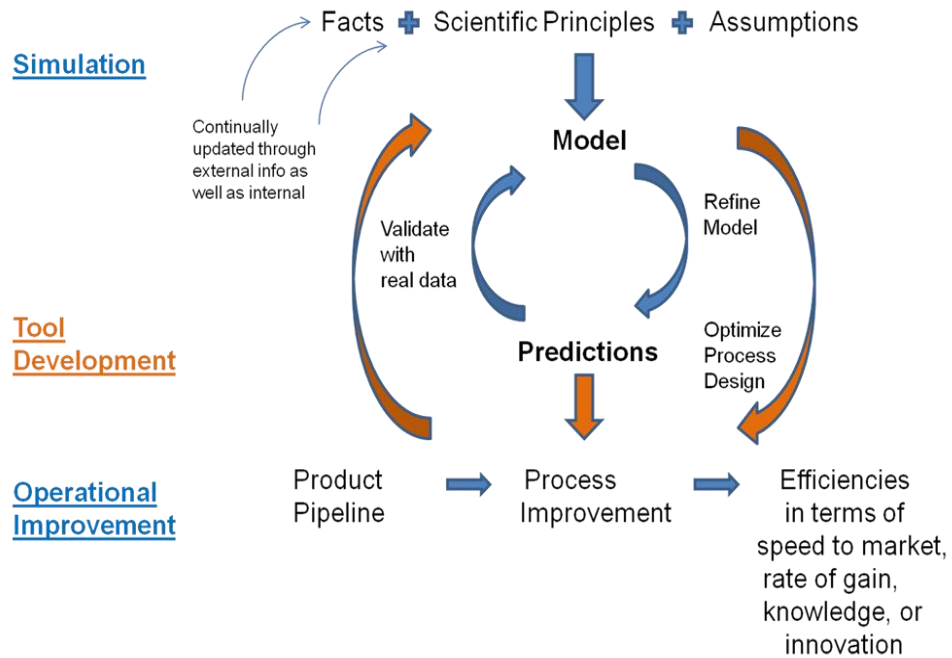 Facts + Scientific Principles + Assumptions
Simulation
Continually
updated through
external info as
well as internal
Model
Refine
Model
Validate
with
real data
Tool
Development
Predictions
Optimize
Process
Design
Operational
Improvement
Product
Pipeline
Process
Improvement
Efficiencies
in terms of
speed to market,
rate of gain,
knowledge, or
innovation